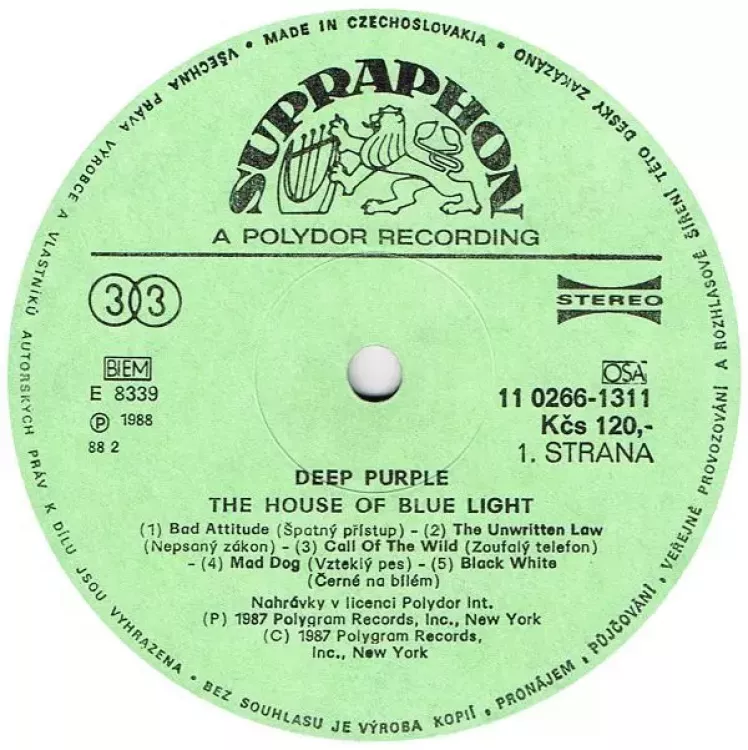 • MADE IN CZECHOSLOVAKIA •
VŠECHNA PRÁVA VÝROBCE A VLASTNÍKŮ AUTORSKÝCH PRÁV K DÍLU JSOU VYHRAZENA • BEZ SOUHLASU JE VÝROBA KOPIÍ, PRONÁJEM, PŮJČOVÁNÍ, VEŘEJNÉ PROVOZOVÁNÍ A ROZHLASOVÉ ŠÍŘENÍ TÉTO DESKY ZAKÁZÁNO
SUPRAPHON
A POLYDOR RECORDING
33
STEREO
BIEM
OSA
E 8339
11 0266-1311
Ⓟ 1988
Kčs 120,-
88 2
1. STRANA
DEEP PURPLE
THE HOUSE OF BLUE LIGHT
(1) Bad Attitude (Špatný přístup) - (2) The Unwritten Law
(Nepsaný zákon) - (3) Call Of The Wild (Zoufalý telefon)
- (4) Mad Dog (Vzteklý pes) - (5) Black White
(Černé na bílém)
Nahrávky v licenci Polydor Int.
(P) 1987 Polygram Records, Inc., New York
(C) 1987 Polygram Records,
Inc., New York